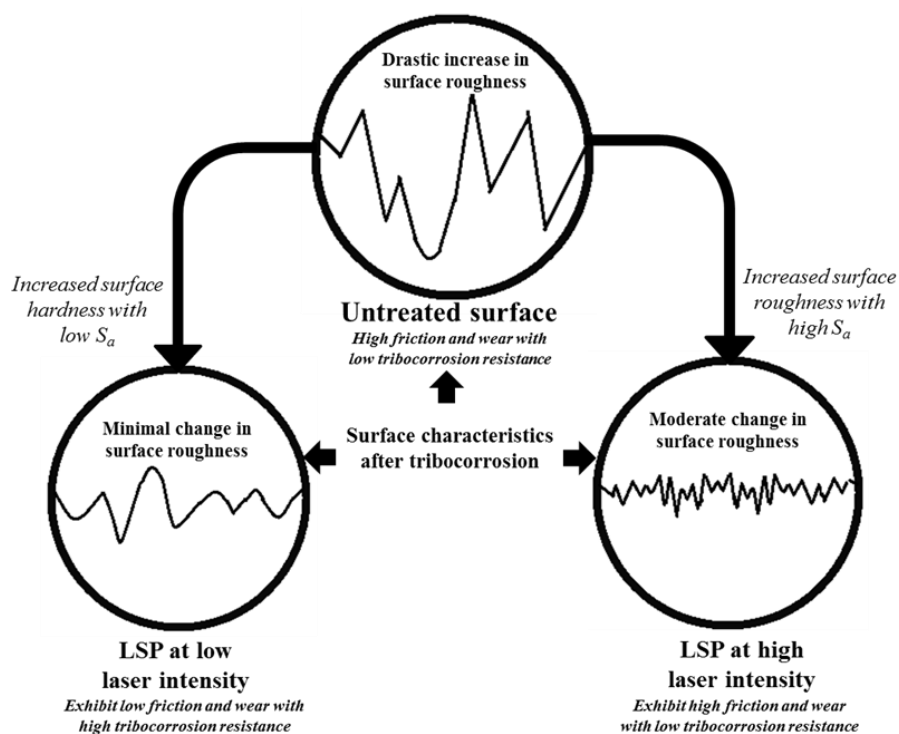 Drastic increase in
surface roughness
Untreated surface
High friction and wear with
low tribocorrosion resistance
Increased surface
hardness with
low Sa
Increased surface
roughness with
high Sa
Surface characteristics
after tribocorrosion
Minimal change in
surface roughness
LSP at low
laser intensity
Exhibit low friction and wear with
high tribocorrosion resistance
Moderate change in
surface roughness
LSP at high
laser intensity
Exhibit high friction and wear
with low tribocorrosion resistance